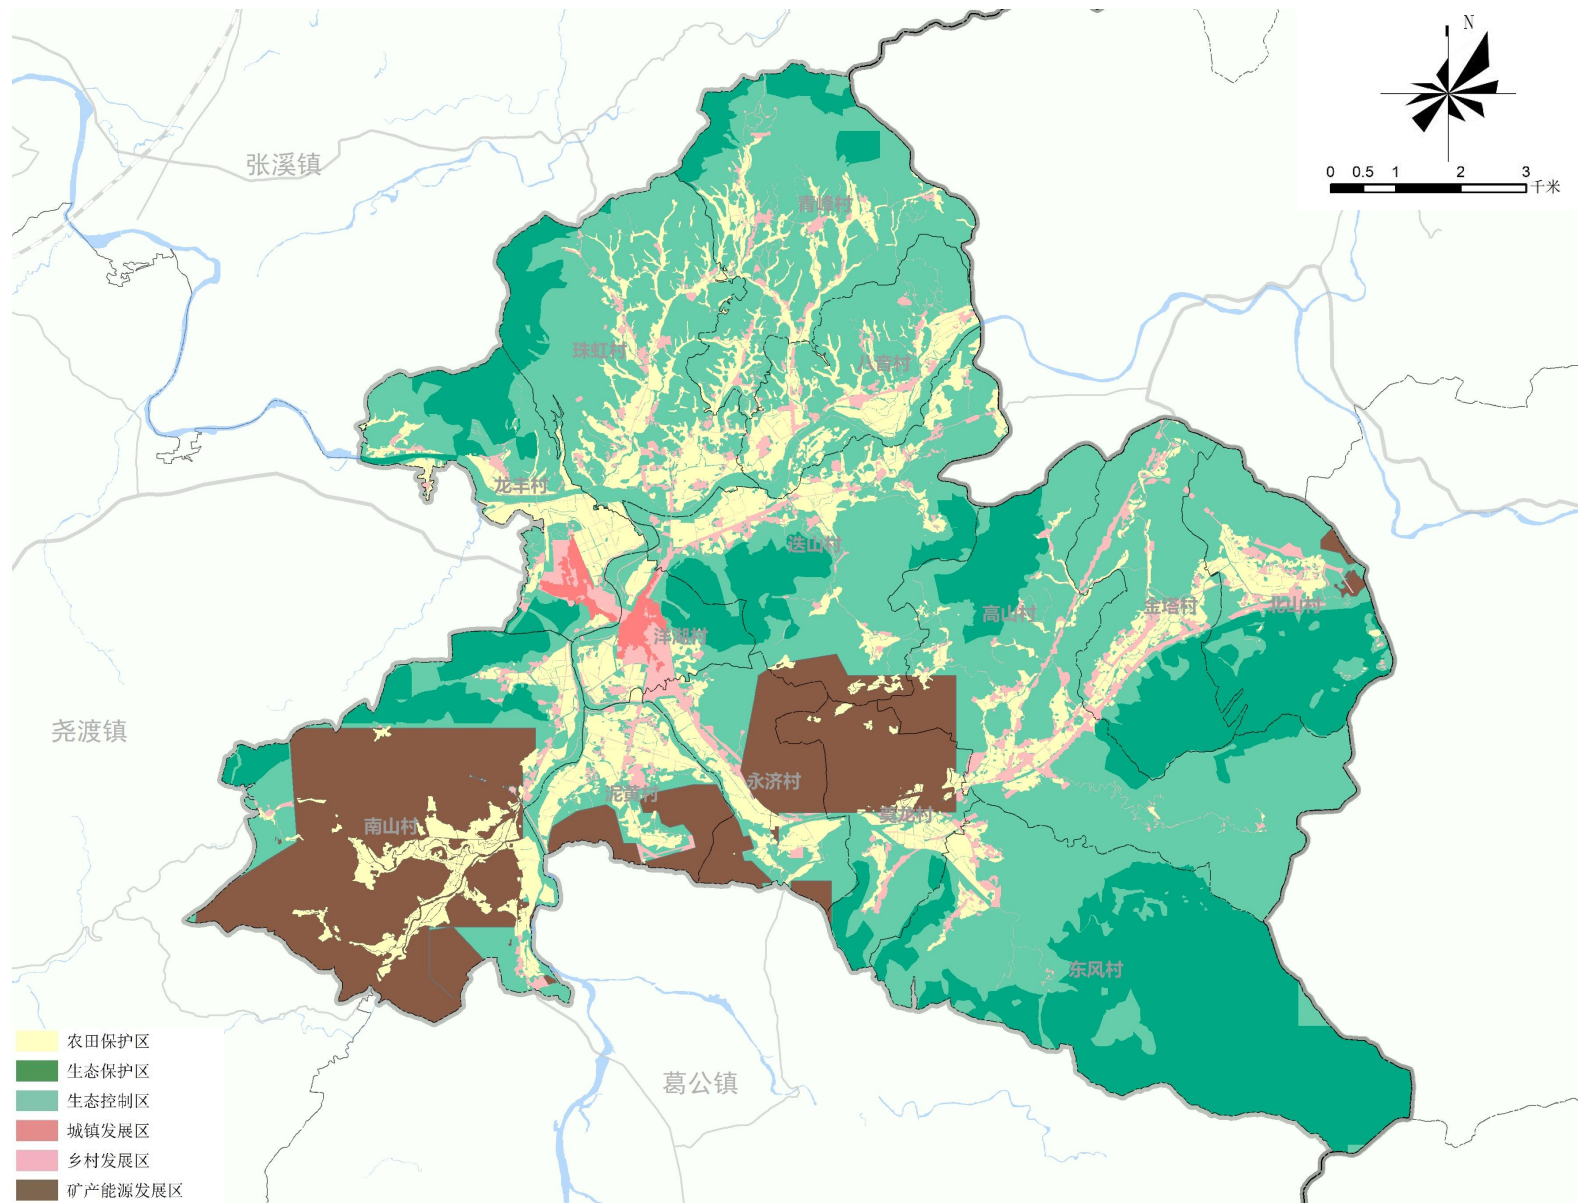 N
0 0.5 1 2 3
千米
张溪镇
青峰村
珠虹村
八亩村
龙丰村
迭山村
高山村
金塔村
北山村
洋湖村
尧渡镇
永济村
南山村
东风村
葛公镇
农田保护区
生态保护区
生态控制区
城镇发展区
乡村发展区
矿产能源发展区